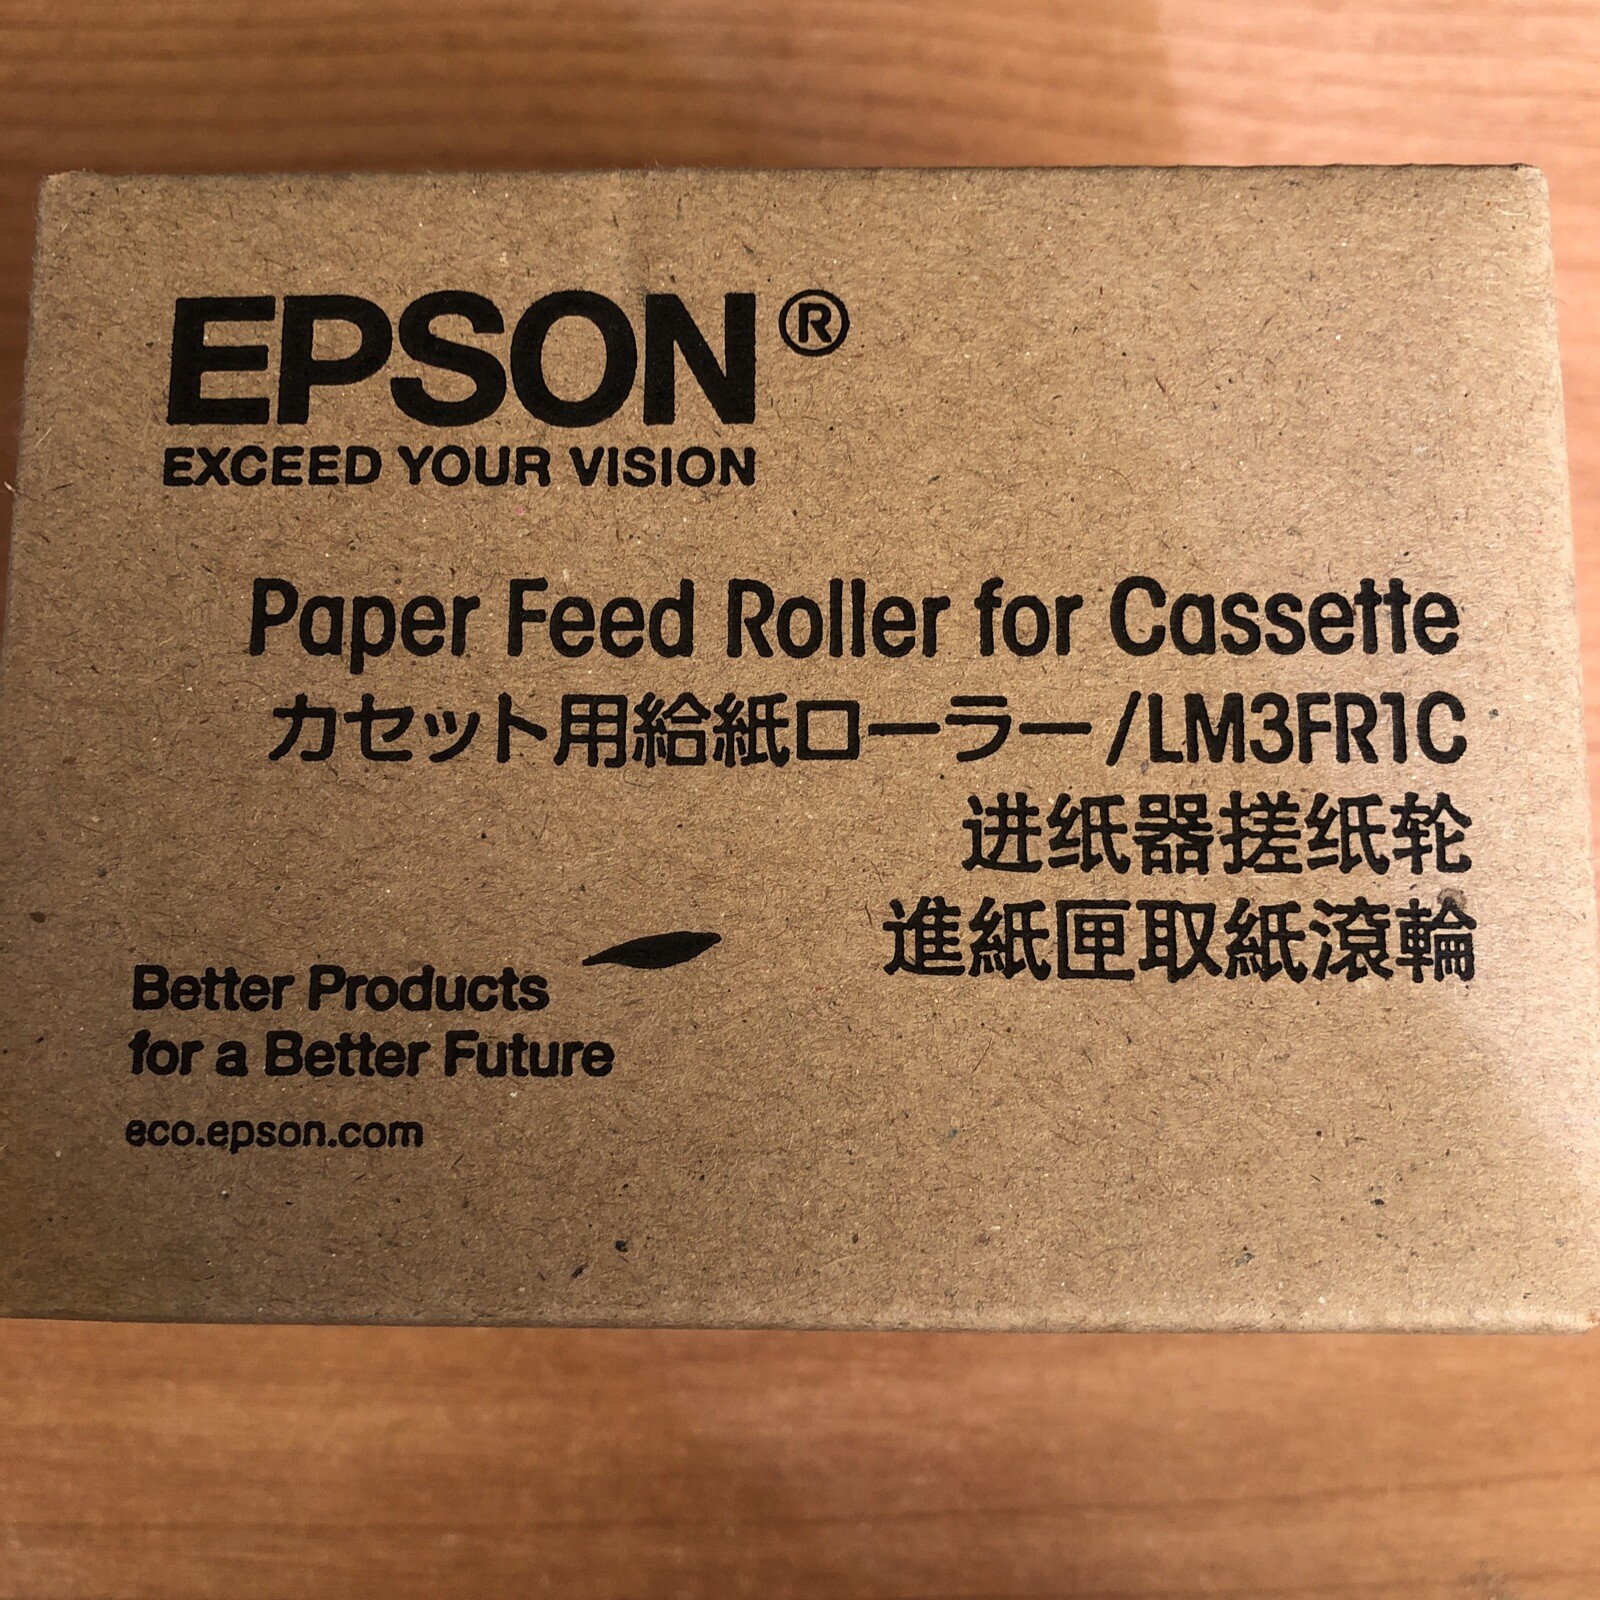 EPSON®
EXCEED YOUR VISION
Paper Feed Roller for Cassette
カセット用給紙ローラー/LM3FR1C
进纸器搓纸轮
進紙匣取紙滾輪
Better Products
for a Better Future
eco.epson.com